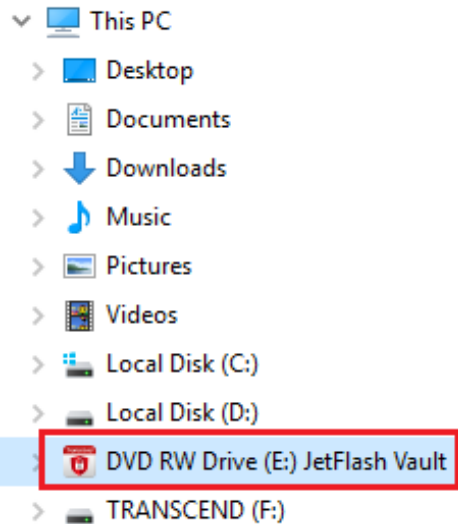 This PC
Desktop
Documents
Downloads
Music
Pictures
Videos
Local Disk (C:)
Local Disk (D:)
DVD RW Drive (E:) JetFlash Vault
TRANSCEND (F:)